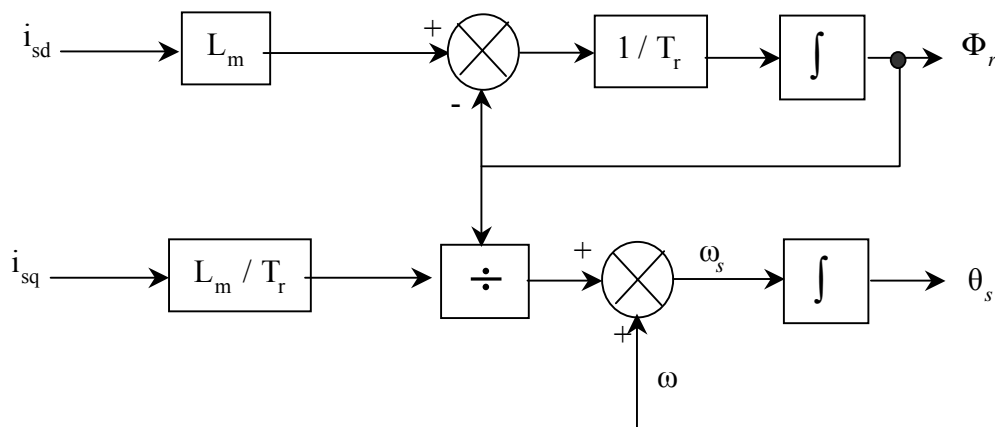 i_sd L_m + 1 / T_r ∫ Φ_r
-
i_sq L_m / T_r ÷ + ω_s ∫ θ_s
+
ω